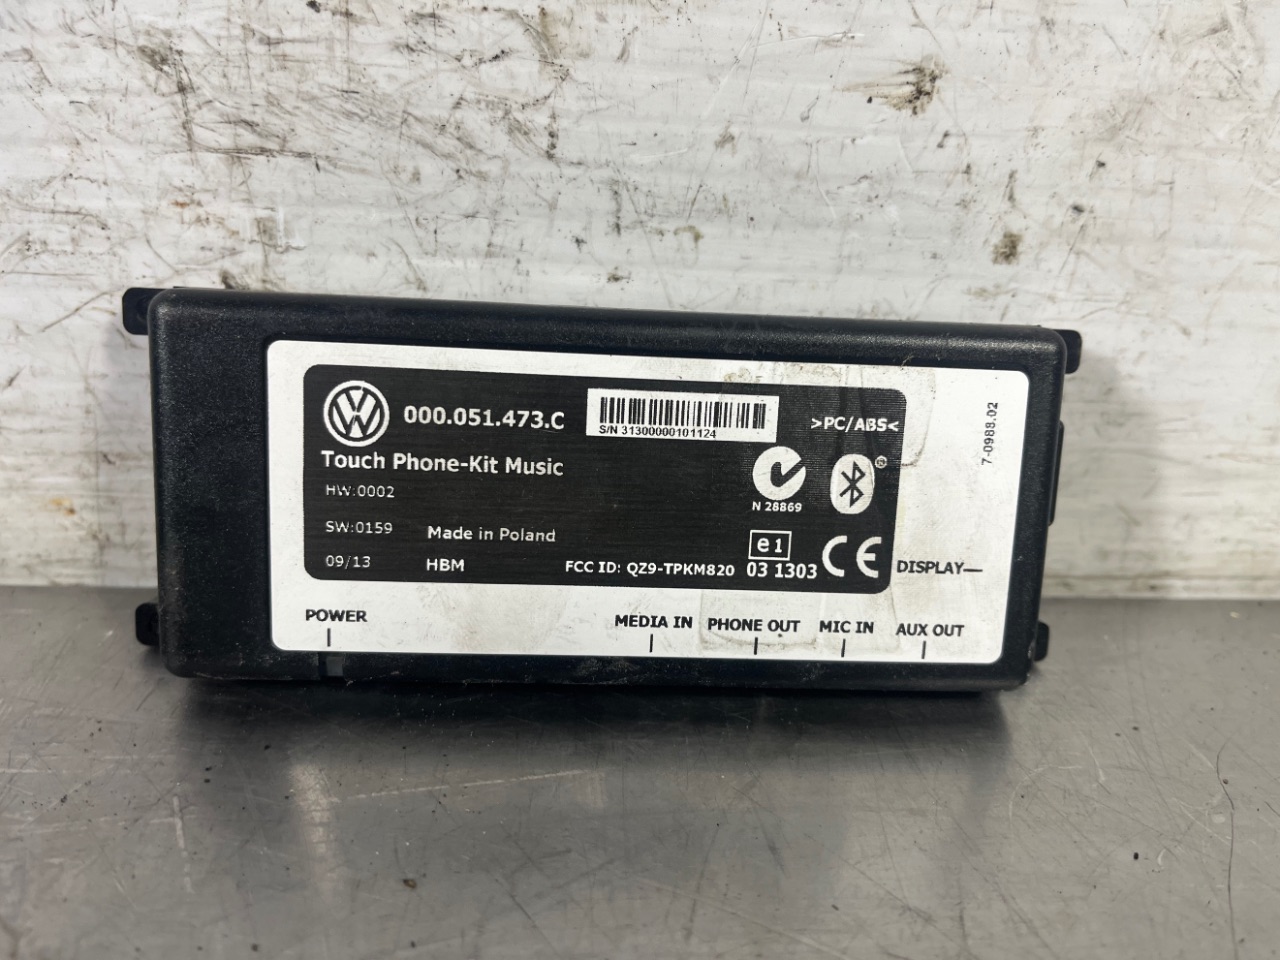 000.051.473.C
S/N 31300000101124
>PC/ABS<
7-0988.02
Touch Phone-Kit Music
HW:0002
N 28869
SW:0159
Made in Poland
e1
09/13
HBM
FCC ID: QZ9-TPKM820
03 1303
CE
DISPLAY
POWER
MEDIA IN
PHONE OUT
MIC IN
AUX OUT